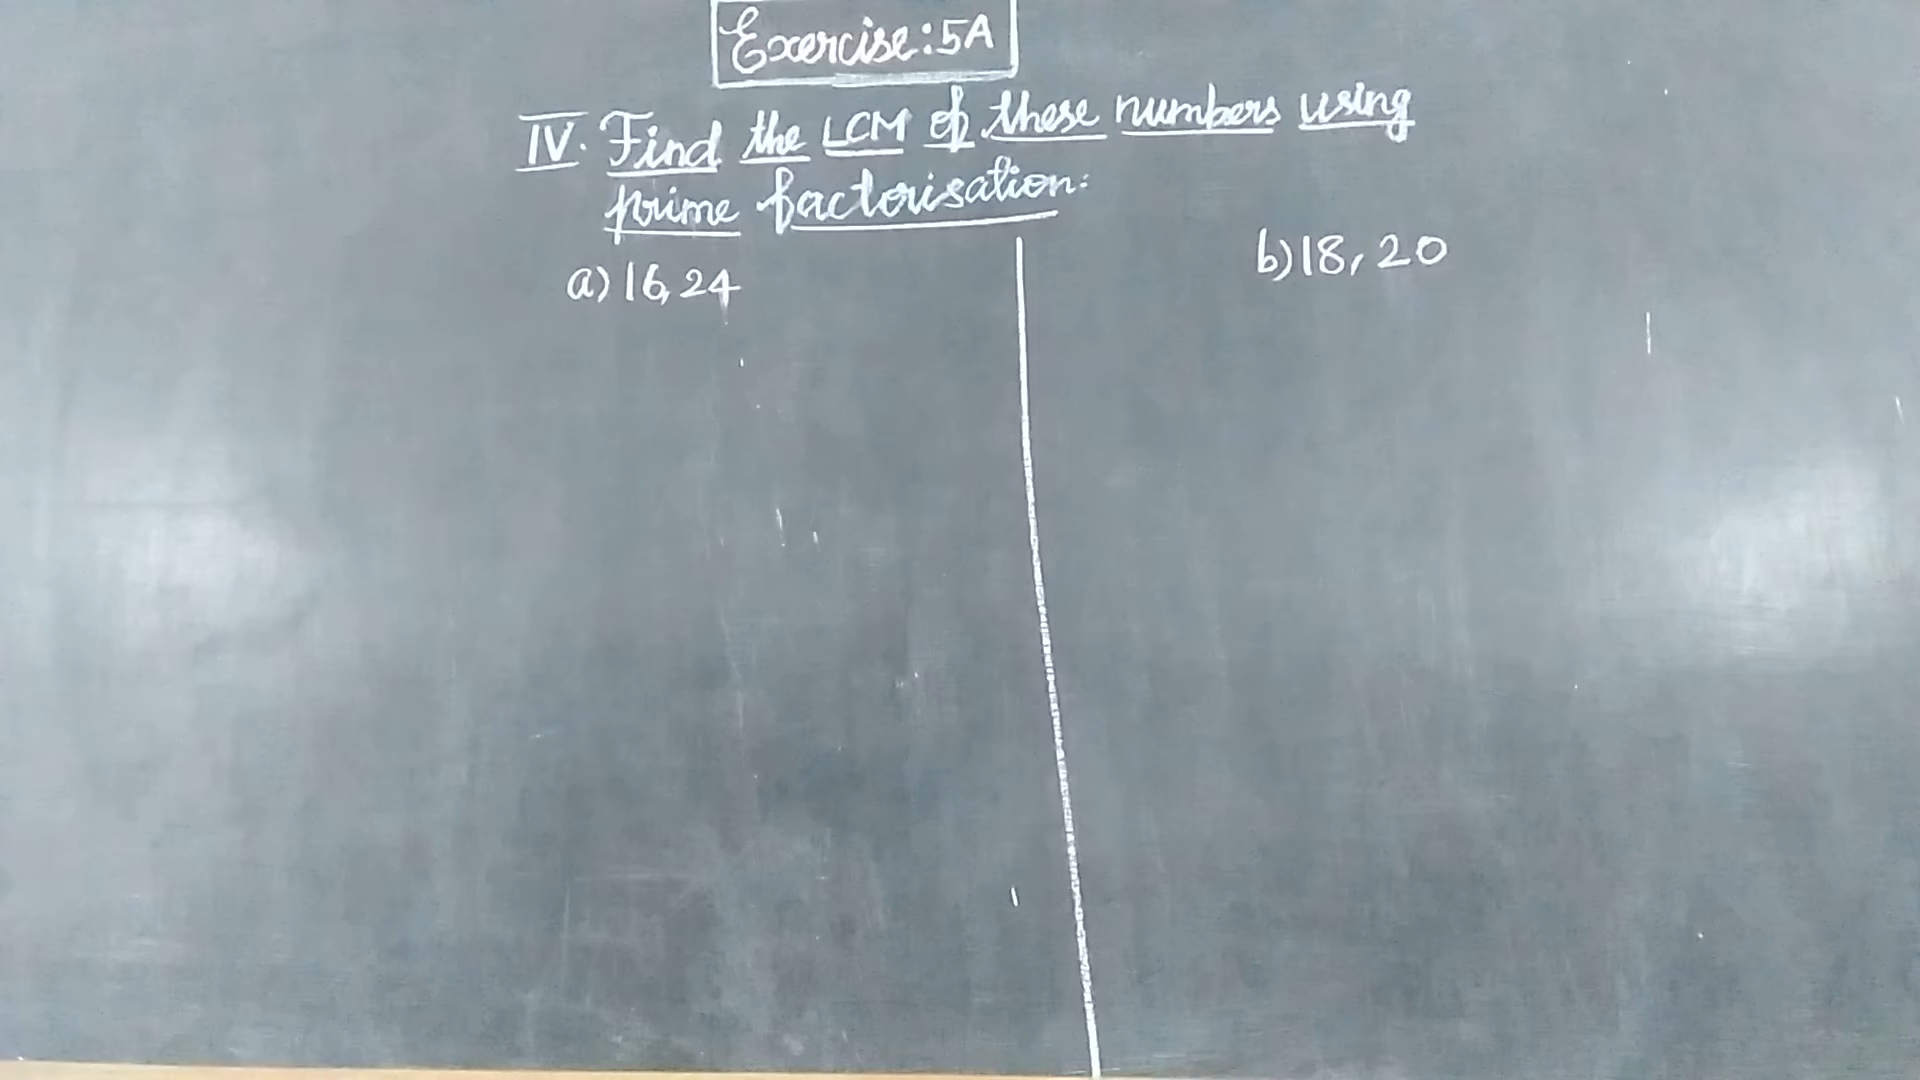 Exercise:5A
IV. Find the LCM of these numbers using
prime factorisation:
a) 16, 24
b) 18, 20